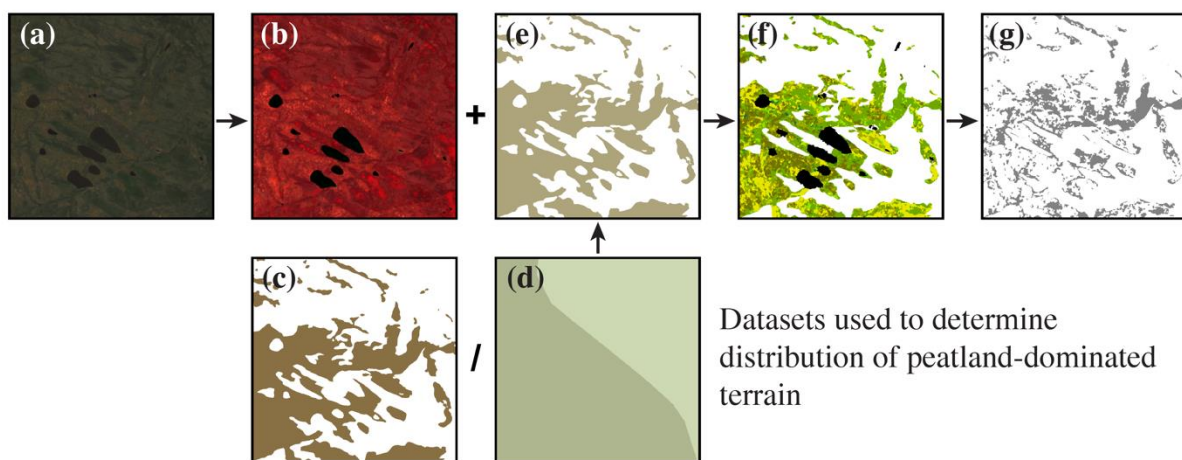 (a)
(b)
(e)
(f)
(g)
+
(c)
/
(d)
Datasets used to determine
distribution of peatland-dominated
terrain